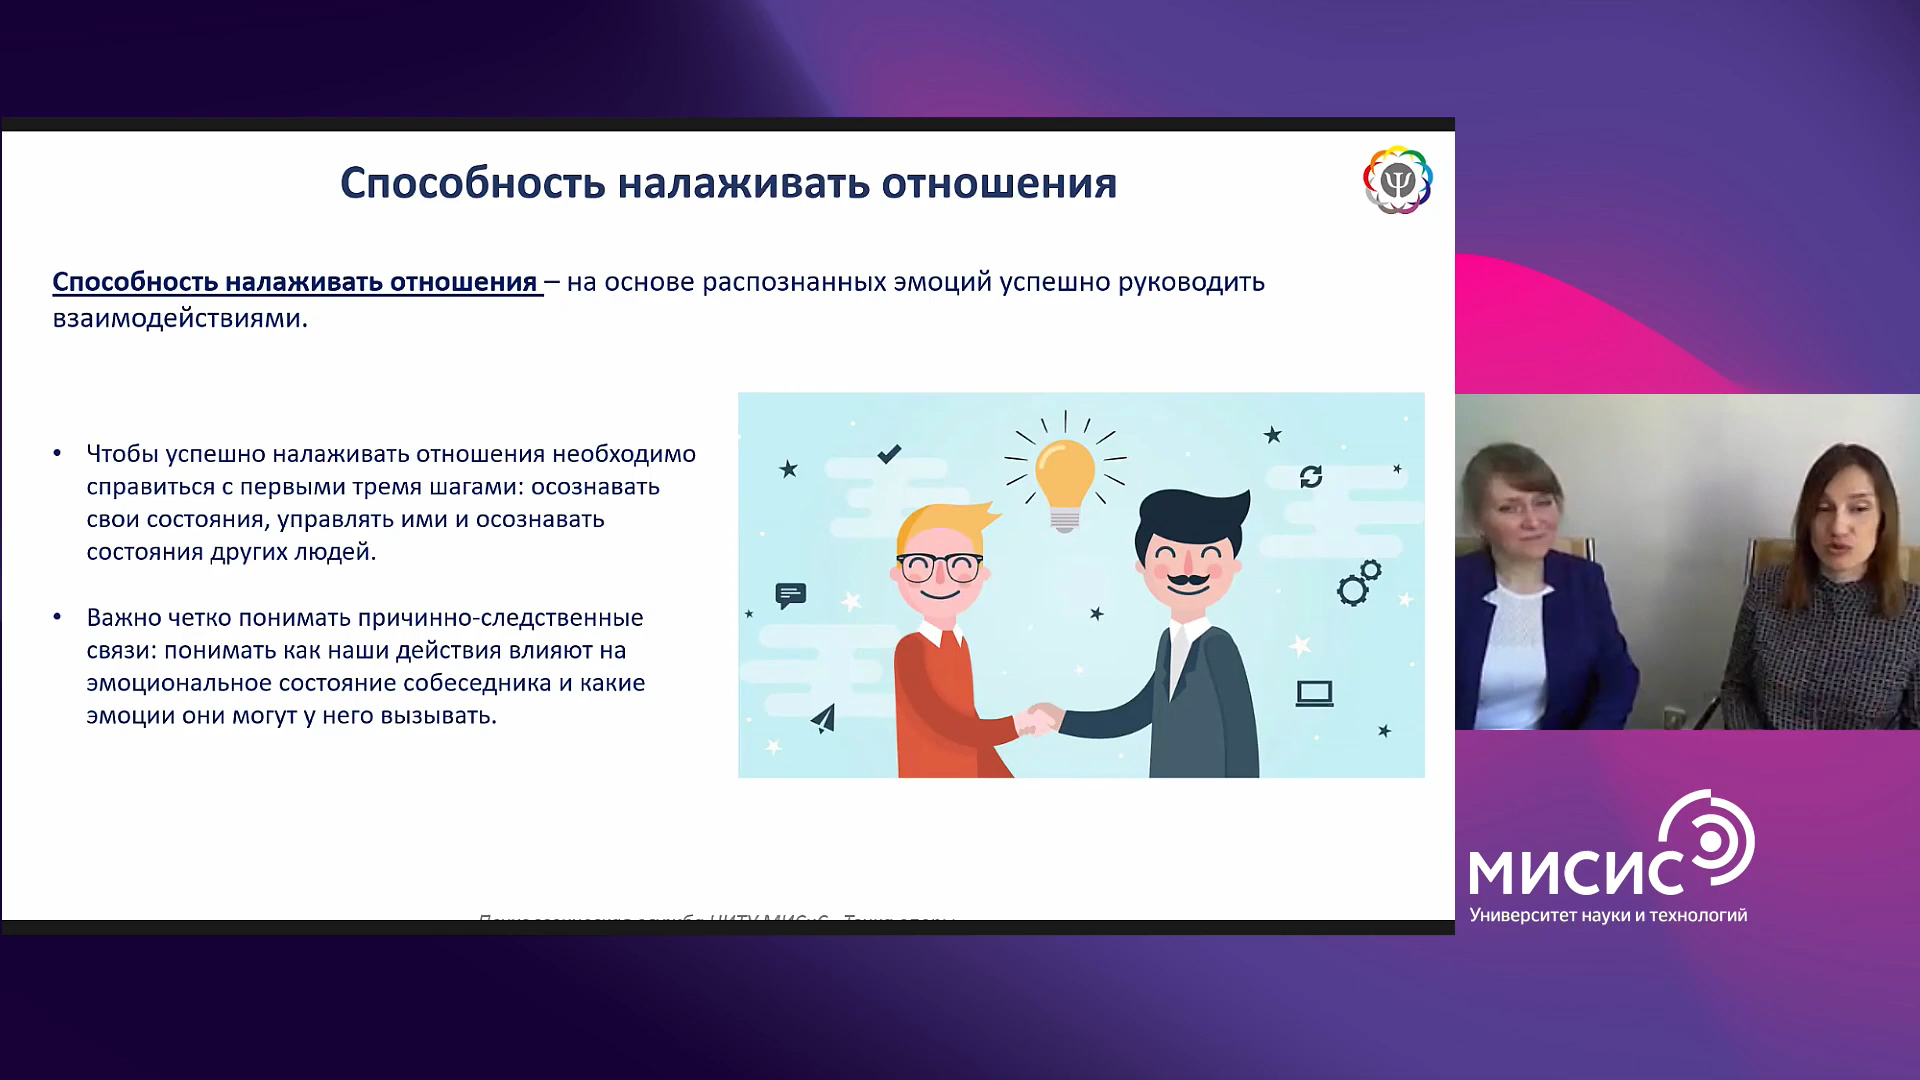 Способность налаживать отношения
Способность налаживать отношения – на основе распознанных эмоций успешно руководить
взаимодействиями.
• Чтобы успешно налаживать отношения необходимо
справиться с первыми тремя шагами: осознавать
свои состояния, управлять ими и осознавать
состояния других людей.
• Важно четко понимать причинно-следственные
связи: понимать как наши действия влияют на
эмоциональное состояние собеседника и какие
эмоции они могут у него вызывать.
МИСИС
Университет науки и технологий